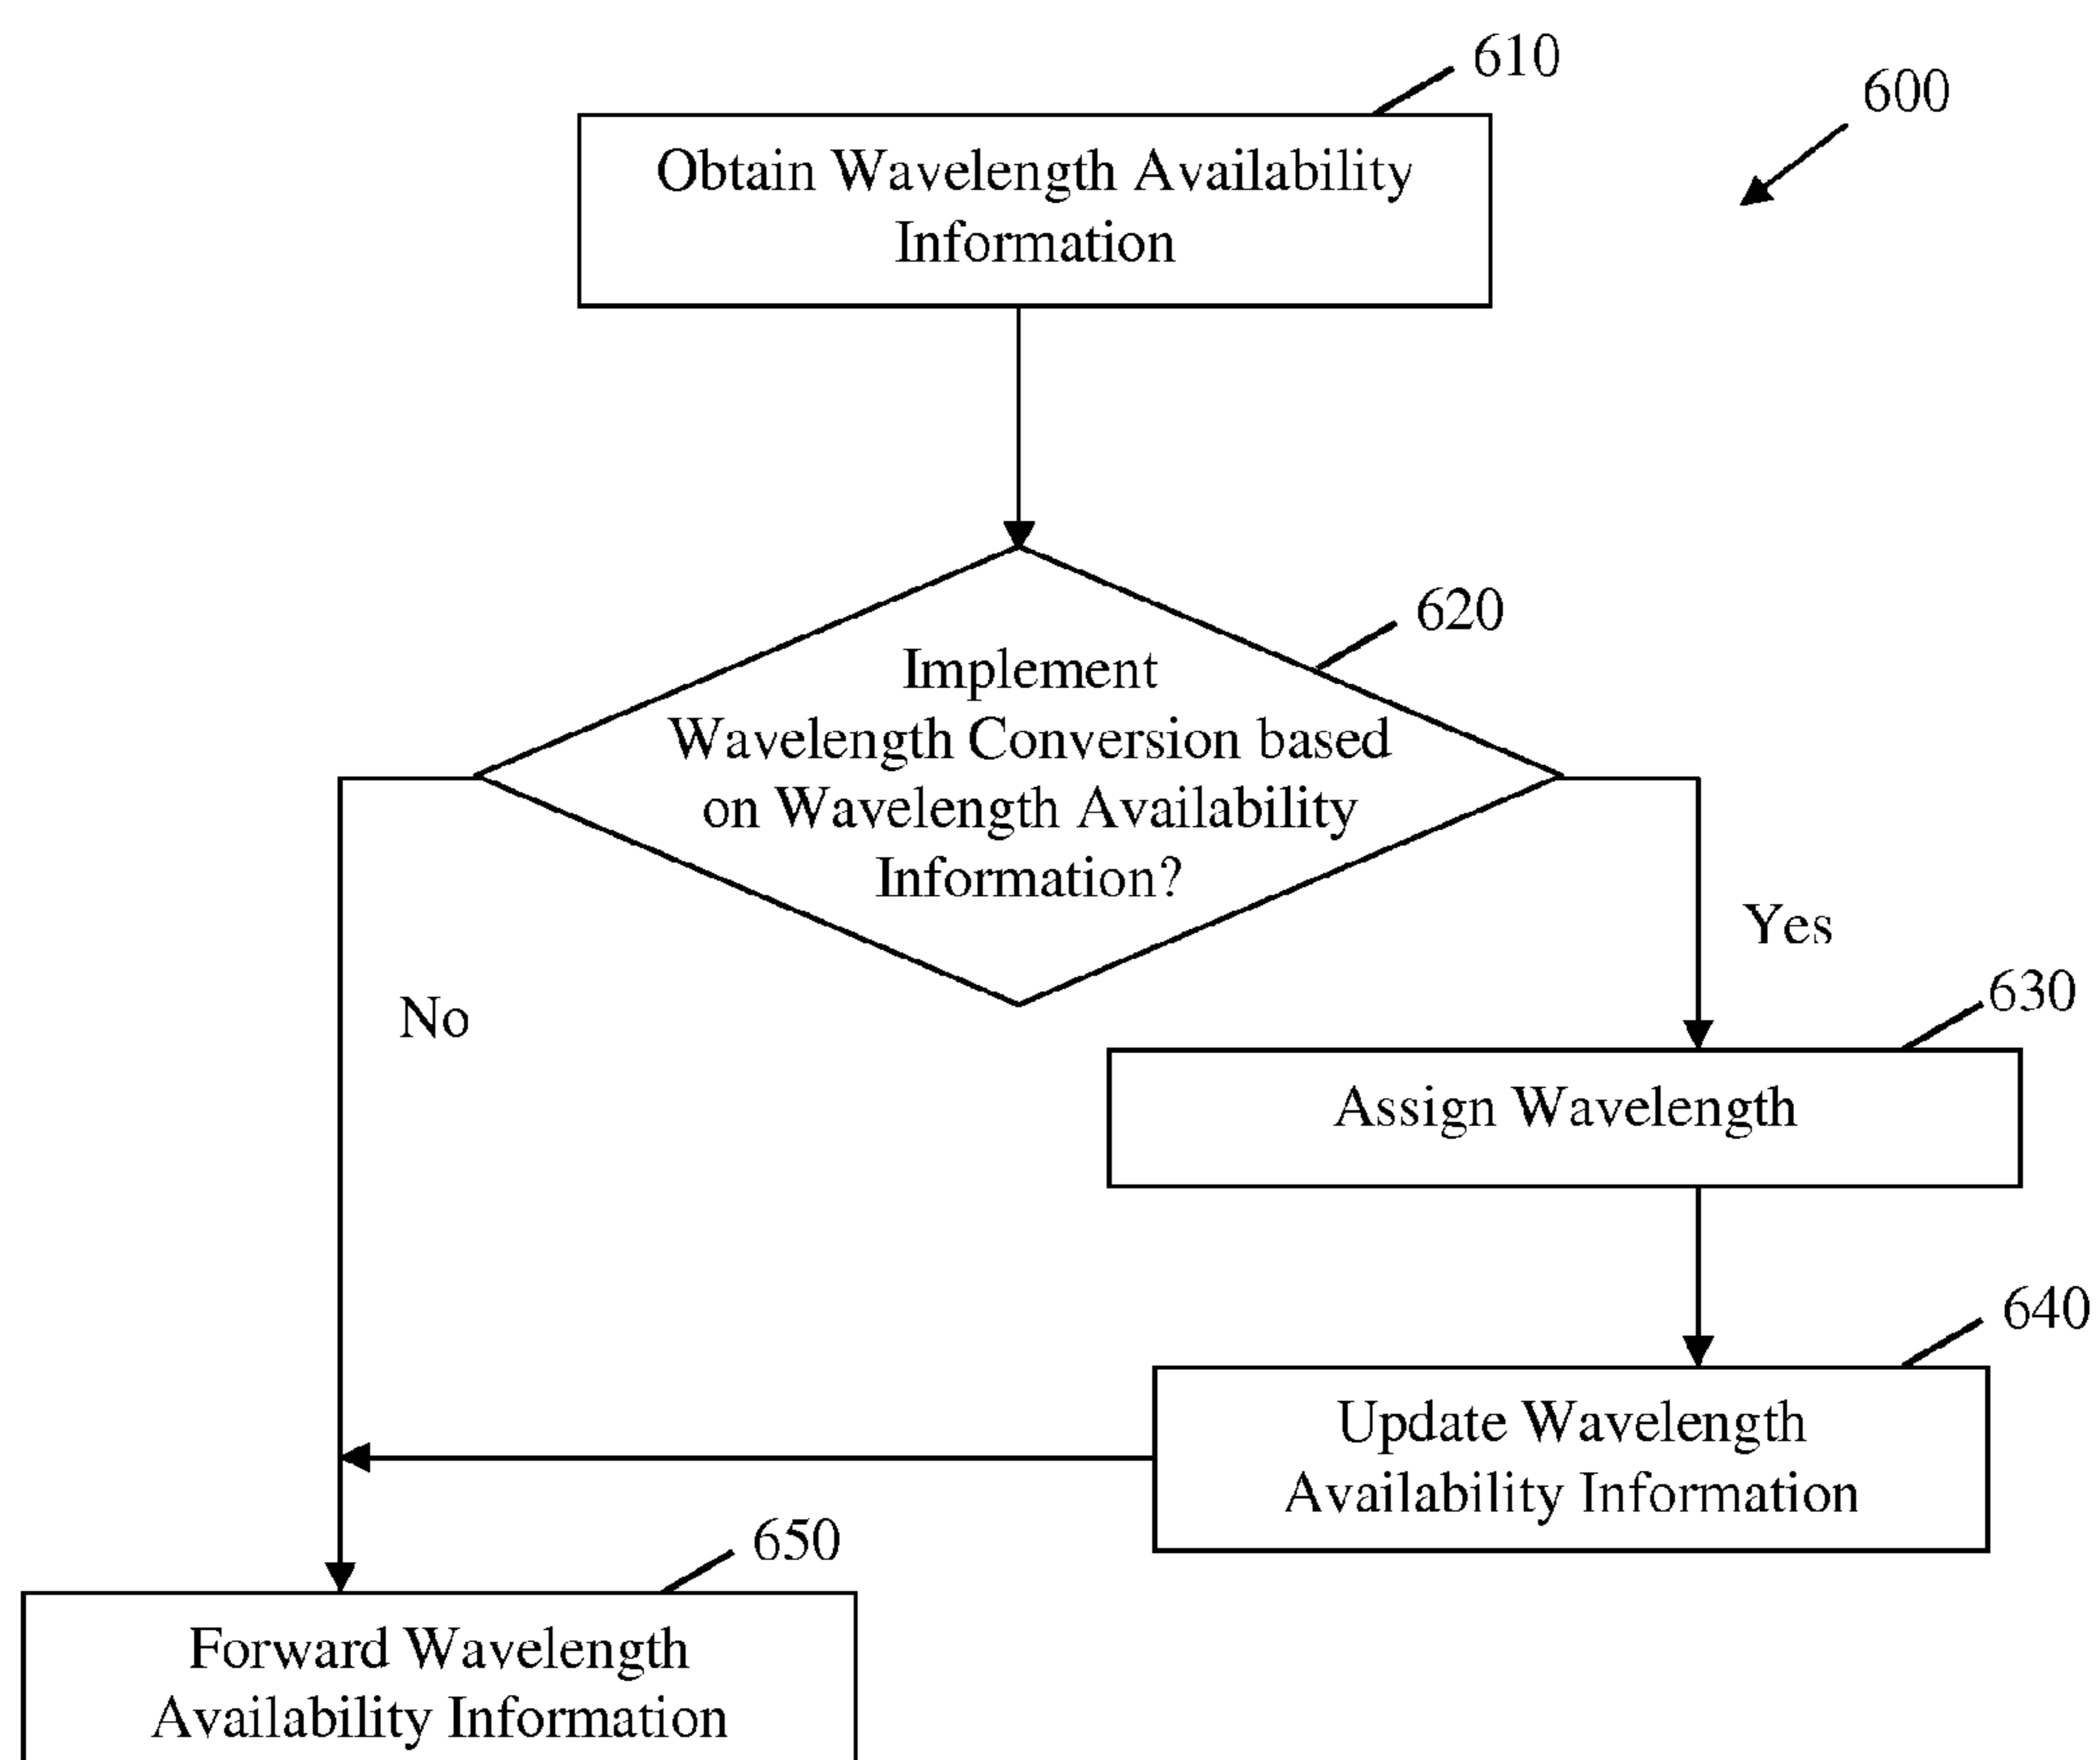 610
600
Obtain Wavelength Availability
Information
620
Implement
Wavelength Conversion based
on Wavelength Availability
Information?
Yes
No
630
Assign Wavelength
640
Update Wavelength
Availability Information
650
Forward Wavelength
Availability Information